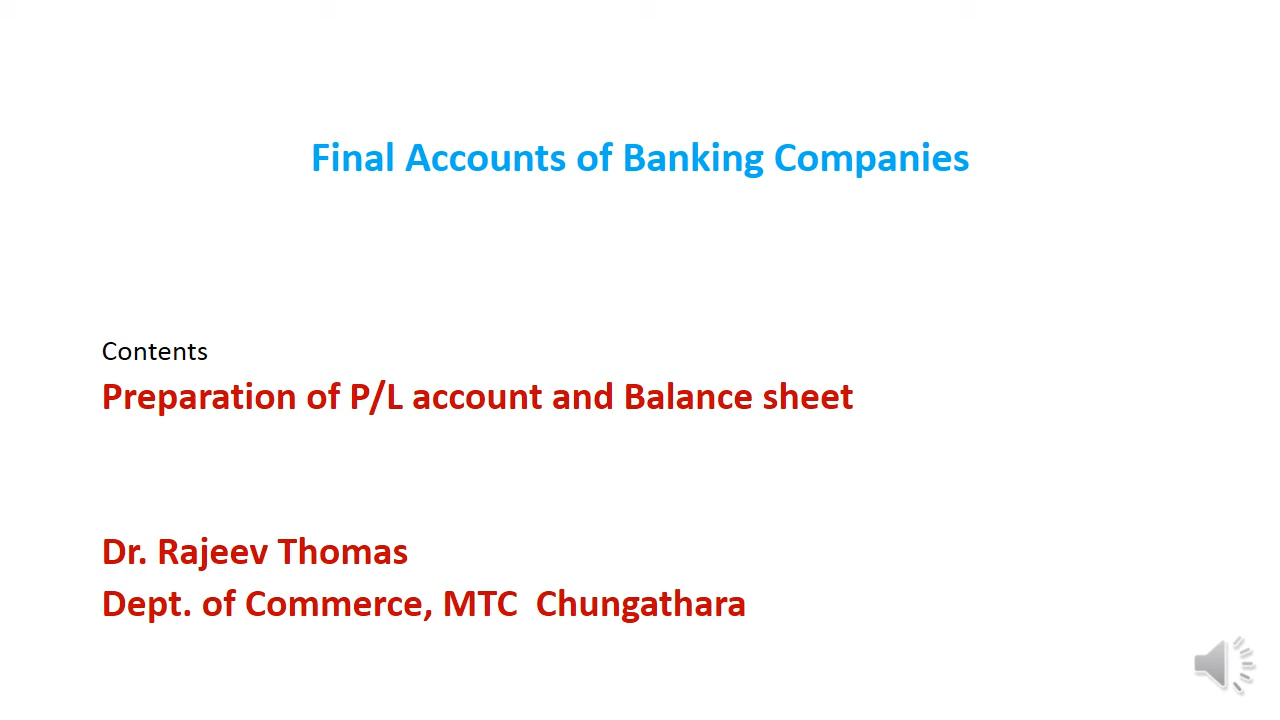 Final Accounts of Banking Companies
Contents
Preparation of P/L account and Balance sheet
Dr. Rajeev Thomas
Dept. of Commerce, MTC  Chungathara